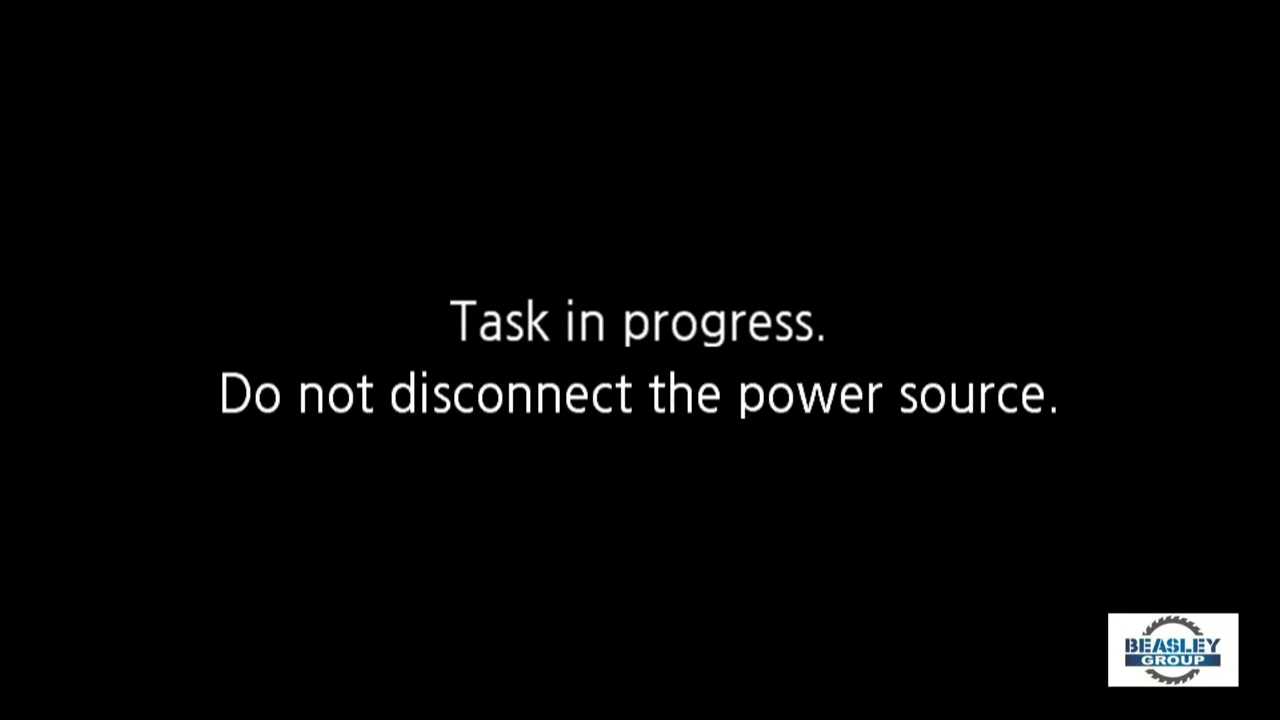 Task in progress.
Do not disconnect the power source.
BEASLEY
GROUP